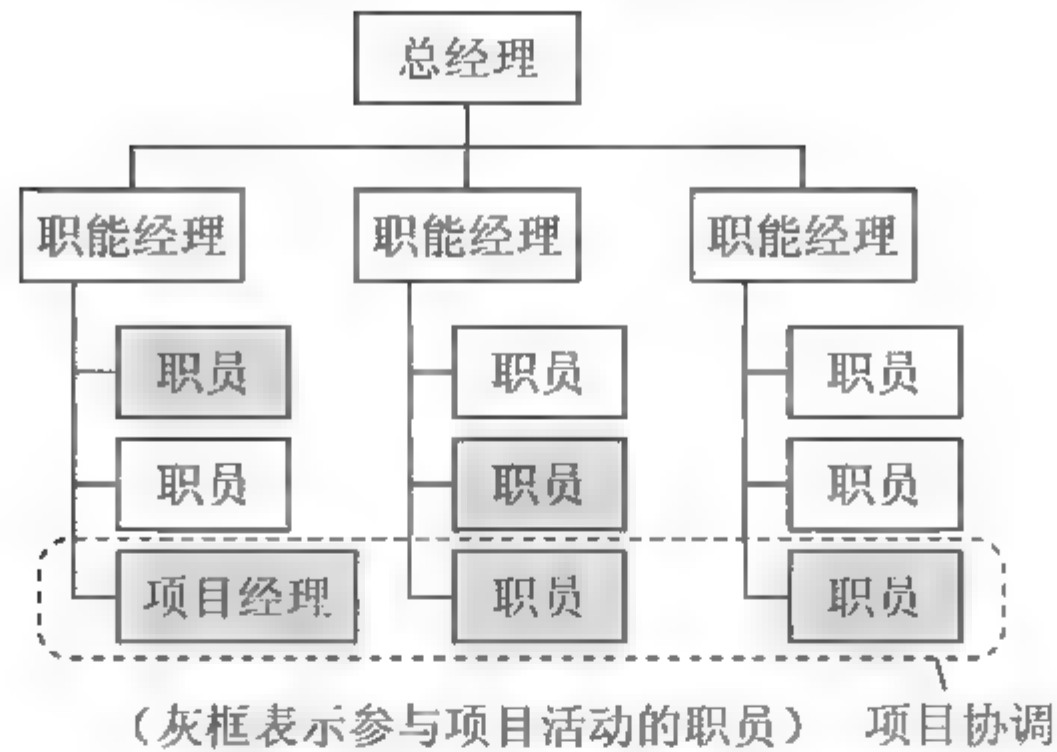 总经理
职能经理 职能经理 职能经理
职员 职员 职员
职员 职员 职员
项目经理 职员 职员
（灰框表示参与项目活动的职员） 项目协调